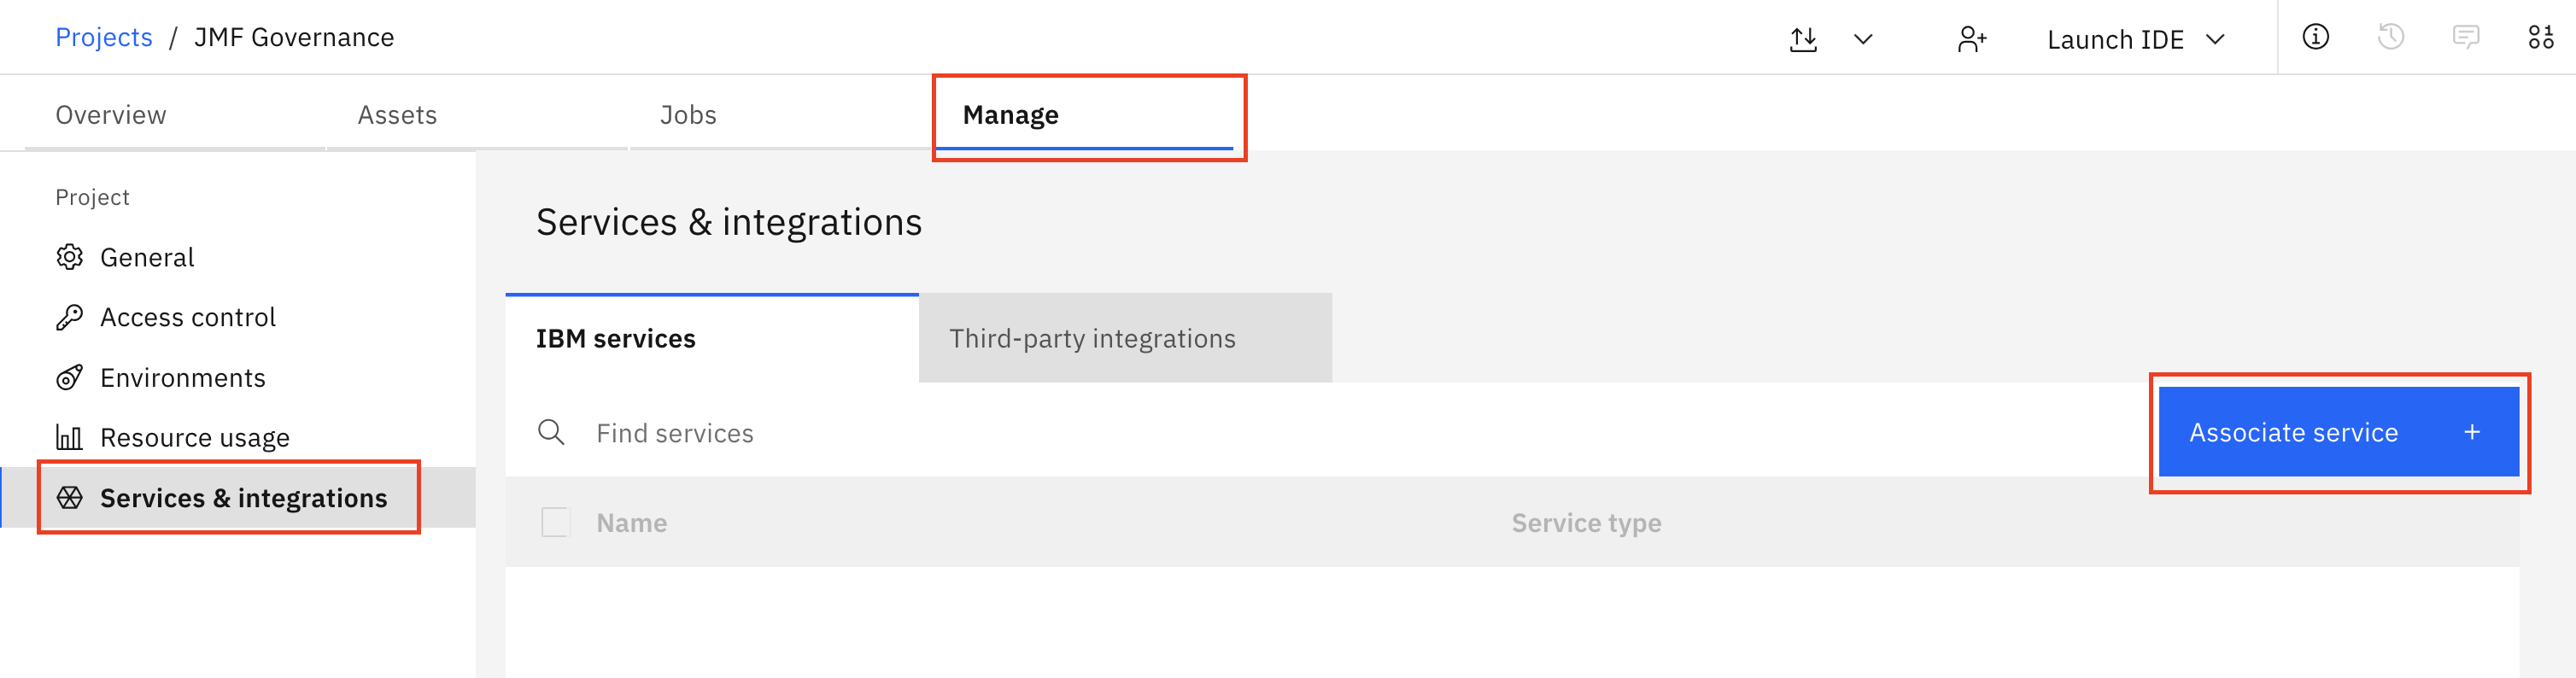 Projects / JMF Governance
Launch IDE
Overview
Assets
Jobs
Manage
Project
General
Access control
Environments
Resource usage
Services & integrations
Services & integrations
IBM services
Third-party integrations
Find services
Associate service +
Name
Service type